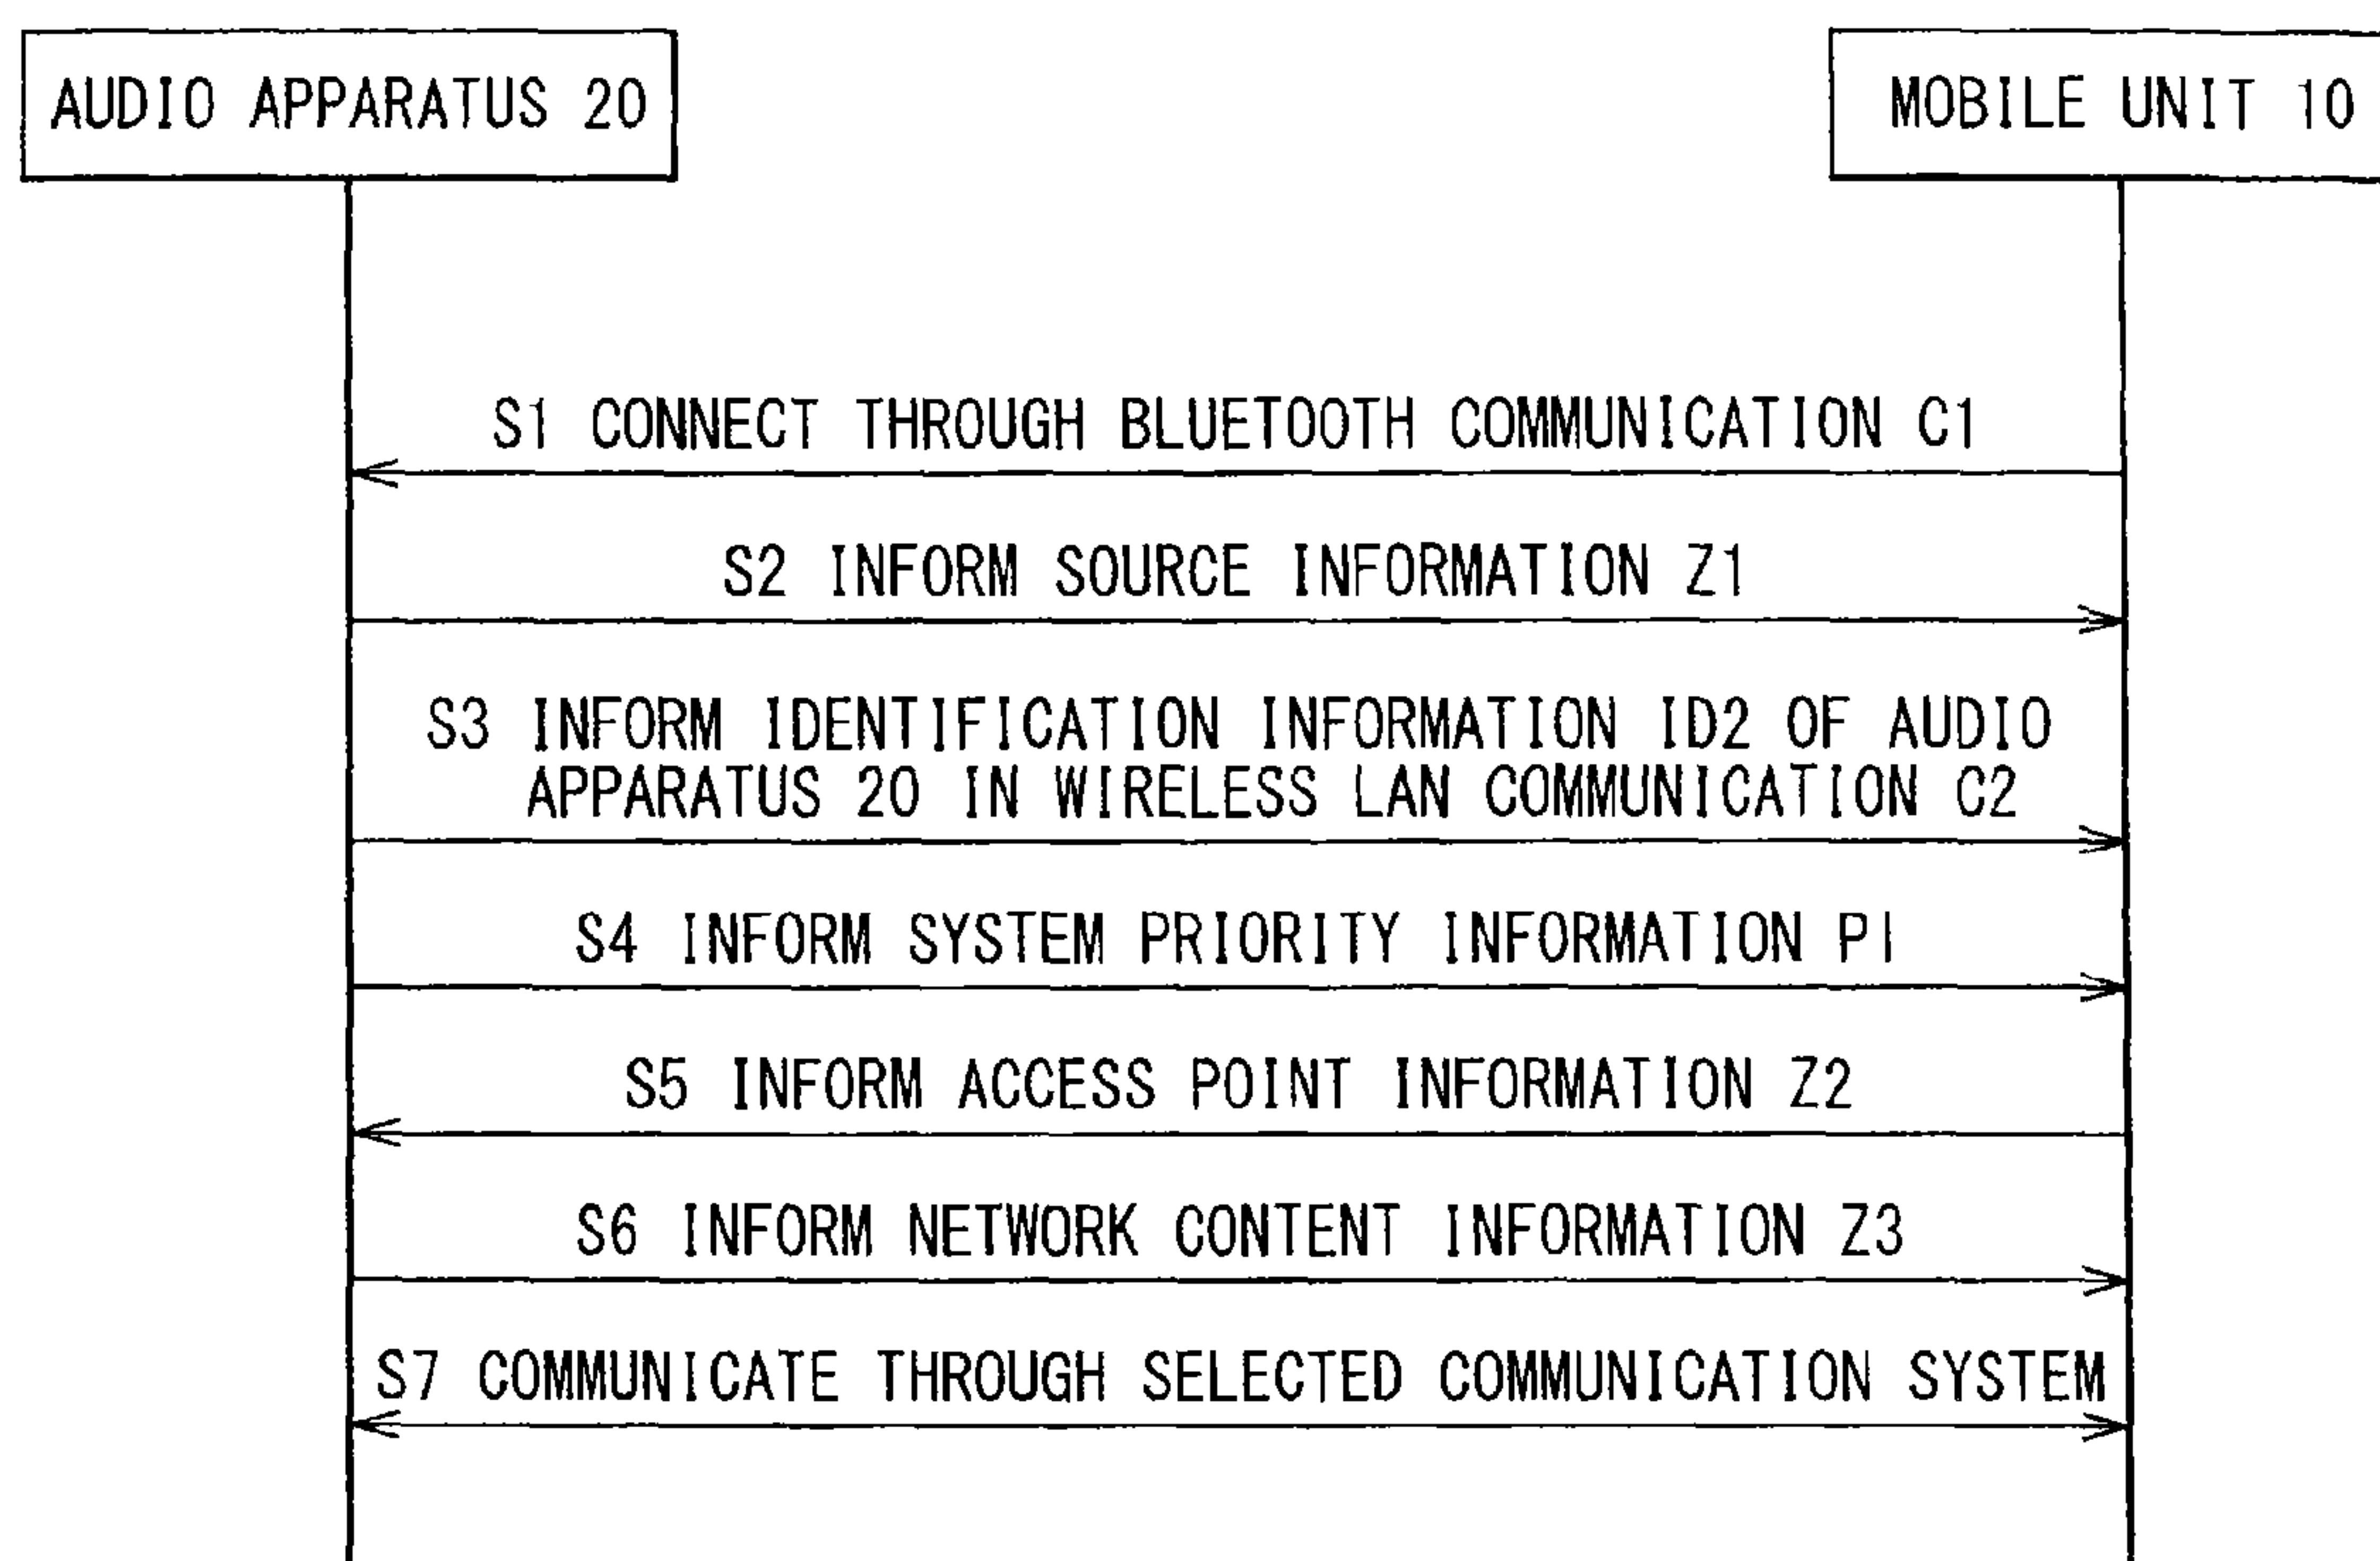 AUDIO APPARATUS 20
MOBILE UNIT 10
S1 CONNECT THROUGH BLUETOOTH COMMUNICATION C1
S2 INFORM SOURCE INFORMATION Z1
S3 INFORM IDENTIFICATION INFORMATION ID2 OF AUDIO
APPARATUS 20 IN WIRELESS LAN COMMUNICATION C2
S4 INFORM SYSTEM PRIORITY INFORMATION PI
S5 INFORM ACCESS POINT INFORMATION Z2
S6 INFORM NETWORK CONTENT INFORMATION Z3
S7 COMMUNICATE THROUGH SELECTED COMMUNICATION SYSTEM